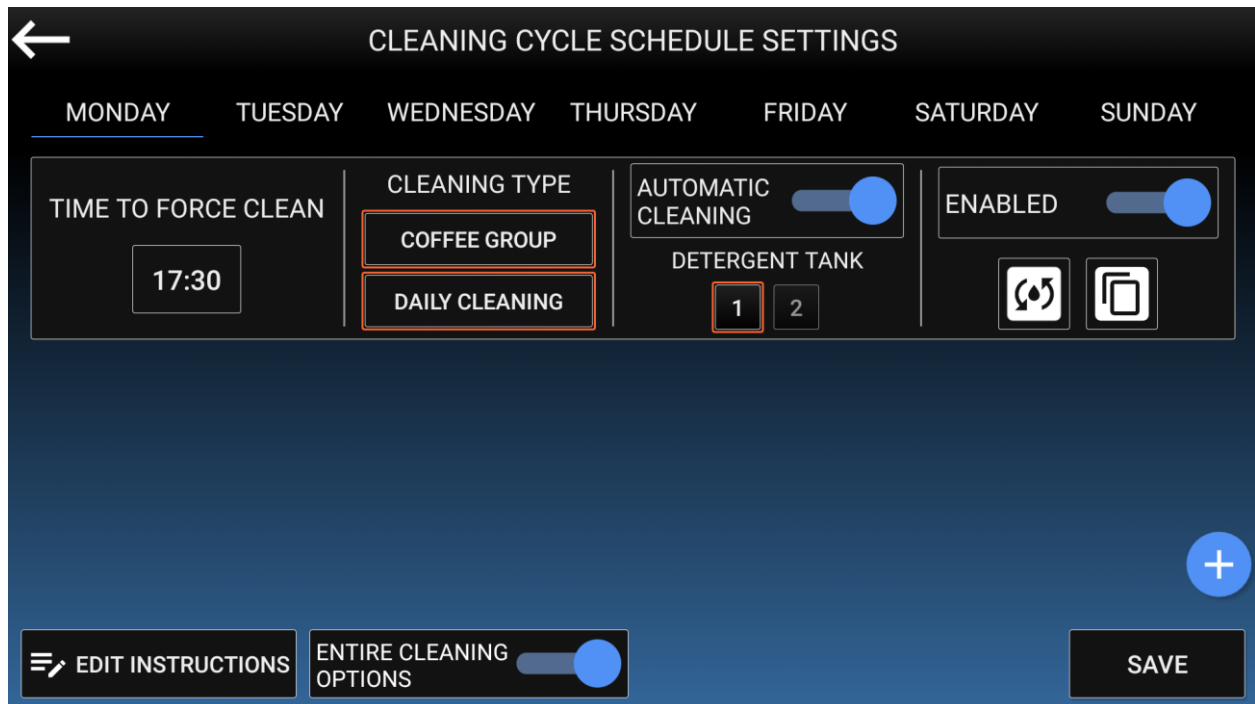 CLEANING CYCLE SCHEDULE SETTINGS
MONDAY TUESDAY WEDNESDAY THURSDAY FRIDAY SATURDAY SUNDAY
TIME TO FORCE CLEAN
17:30
CLEANING TYPE
COFFEE GROUP
DAILY CLEANING
AUTOMATIC
CLEANING
DETERGENT TANK
1 2
ENABLED
EDIT INSTRUCTIONS
ENTIRE CLEANING
OPTIONS
SAVE